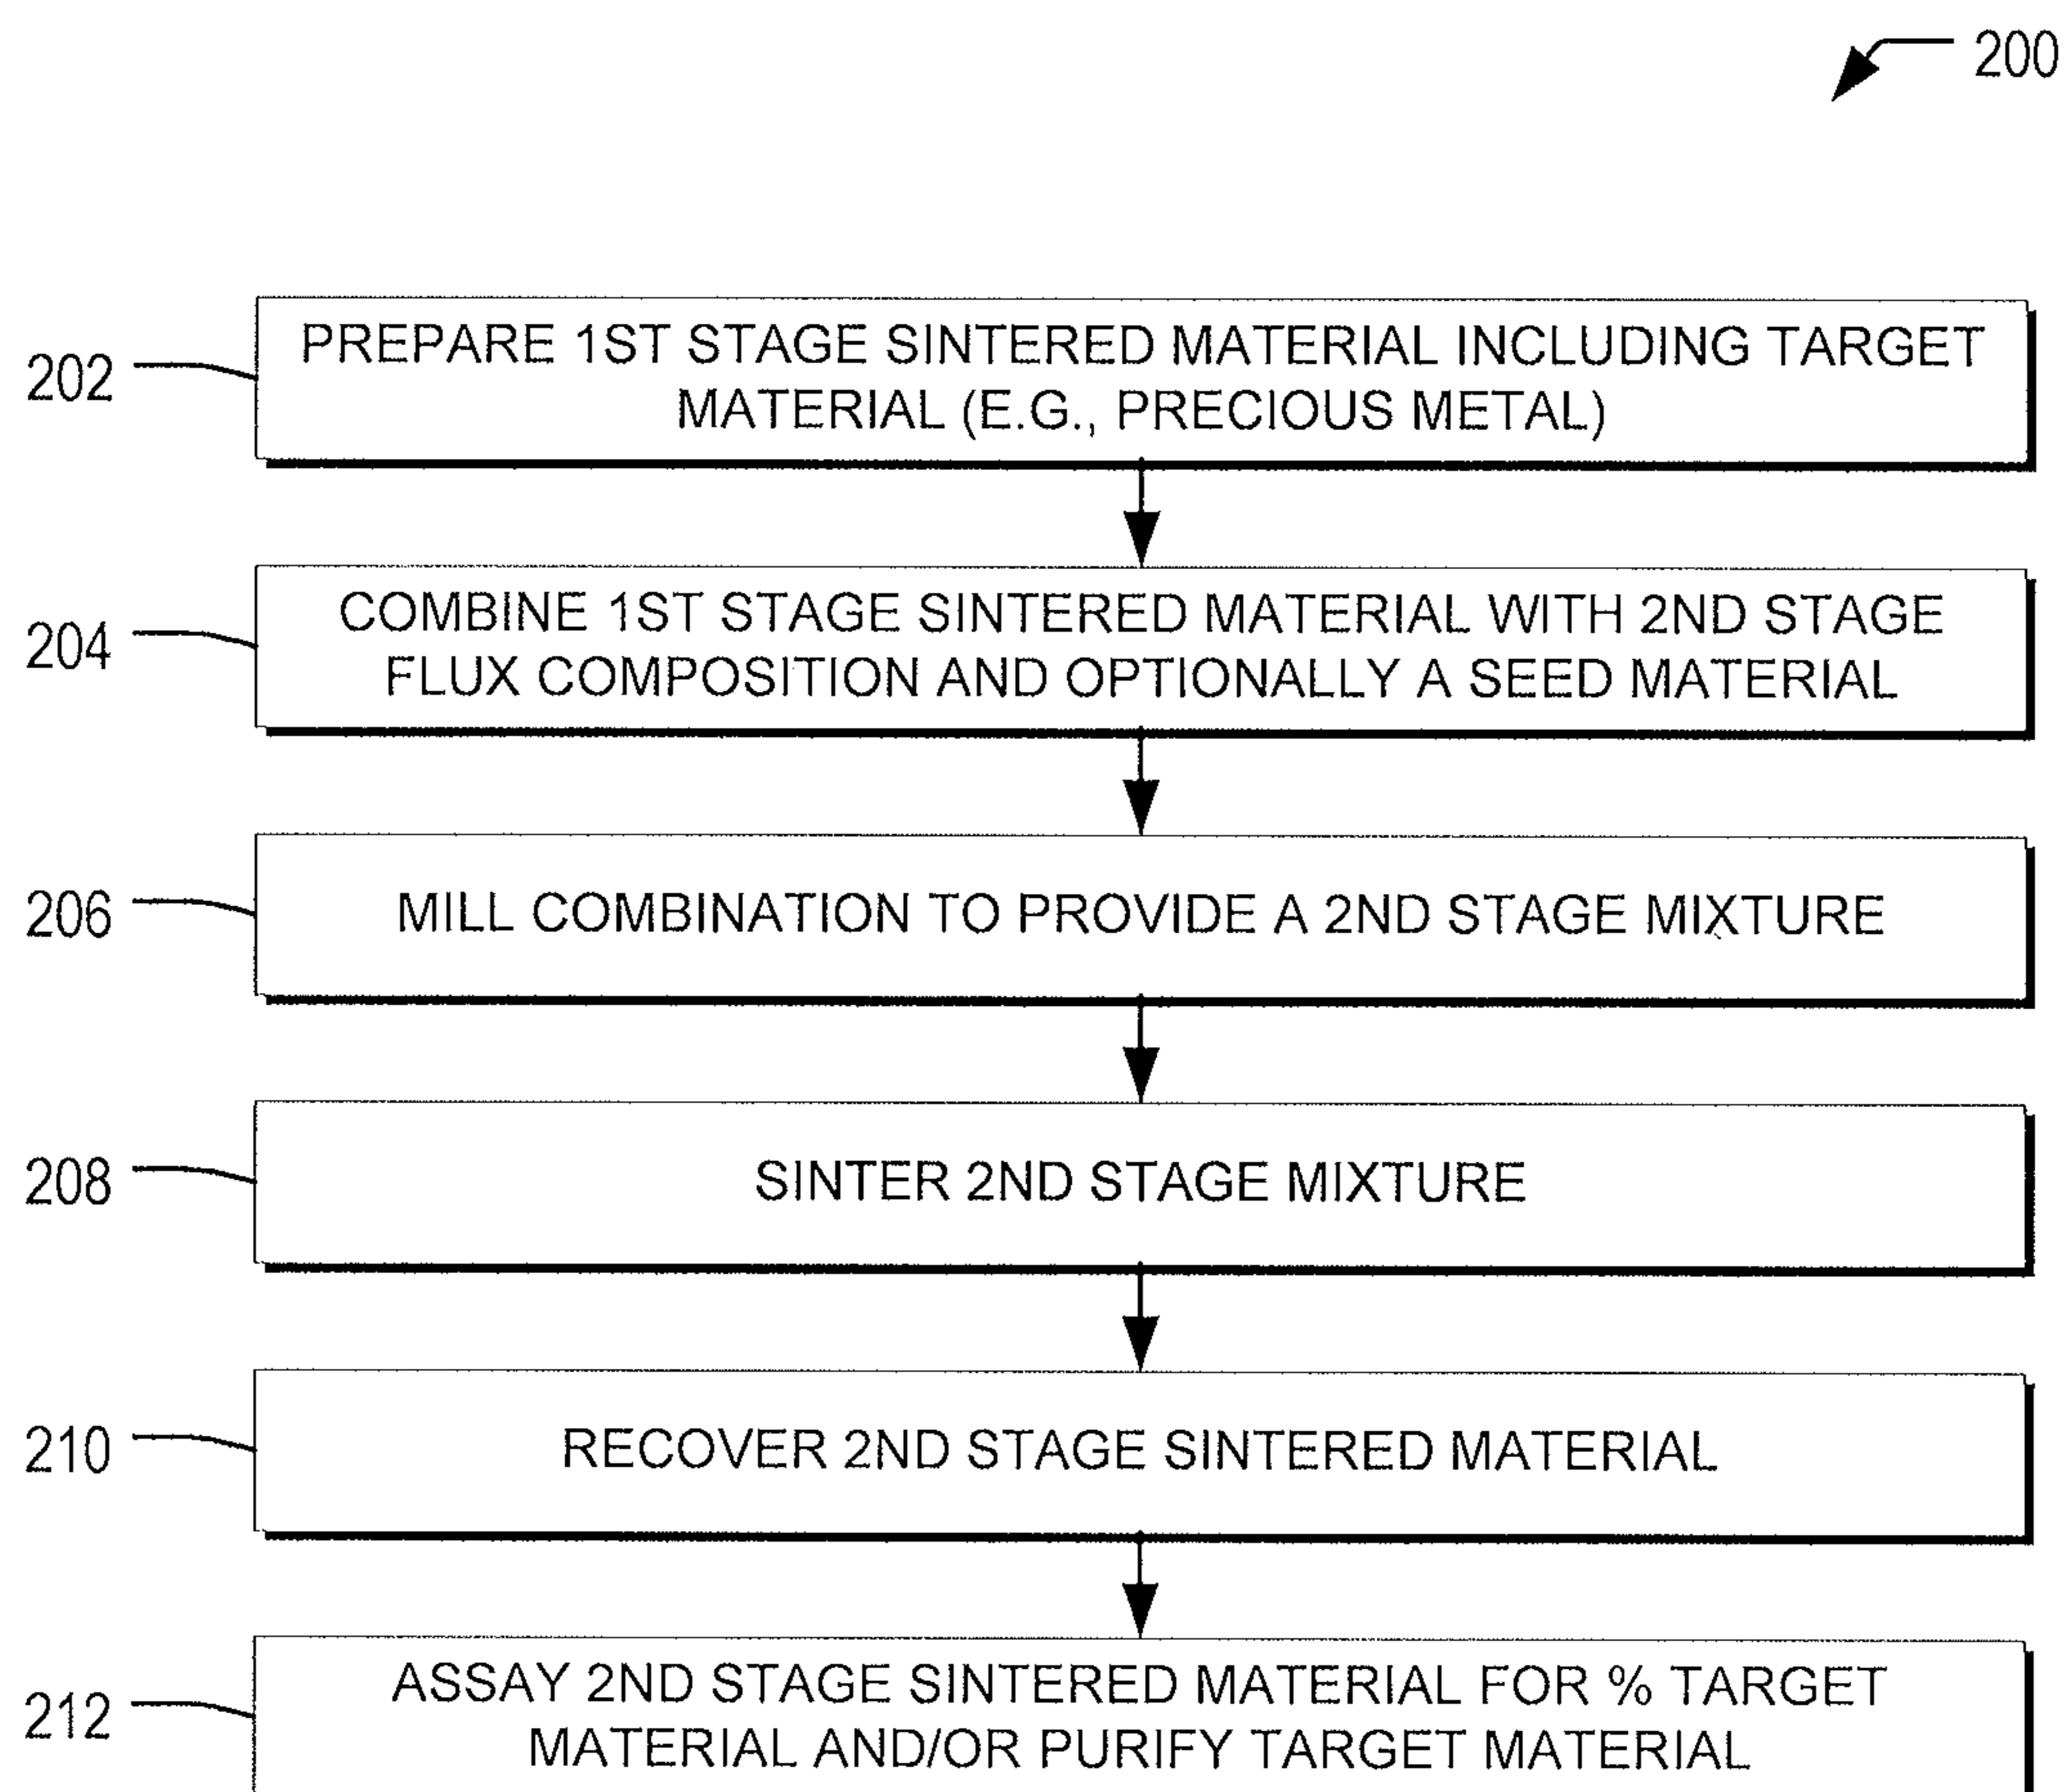 200
202
PREPARE 1ST STAGE SINTERED MATERIAL INCLUDING TARGET
MATERIAL (E.G., PRECIOUS METAL)
204
COMBINE 1ST STAGE SINTERED MATERIAL WITH 2ND STAGE
FLUX COMPOSITION AND OPTIONALLY A SEED MATERIAL
206
MILL COMBINATION TO PROVIDE A 2ND STAGE MIXTURE
208
SINTER 2ND STAGE MIXTURE
210
RECOVER 2ND STAGE SINTERED MATERIAL
212
ASSAY 2ND STAGE SINTERED MATERIAL FOR % TARGET
MATERIAL AND/OR PURIFY TARGET MATERIAL